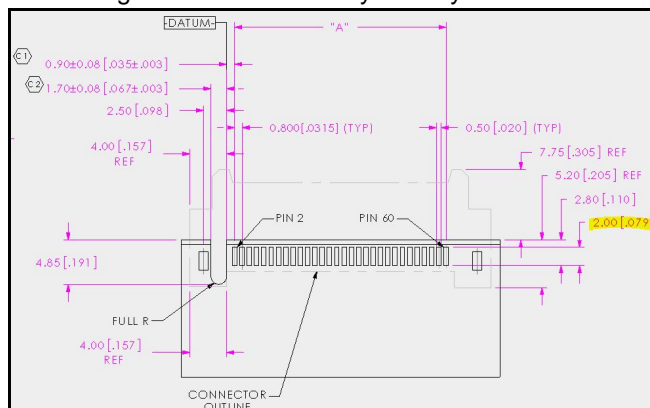 -DATUM-
"A"
C1
0.90±0.08 [.035±.003]
C2
1.70±0.08 [.067±.003]
2.50 [.098]
0.800[.0315] (TYP)
0.50 [.020] (TYP)
4.00 [.157]
REF
7.75 [.305] REF
5.20 [.205] REF
2.80 [.110]
2.00 [.079
PIN 2
PIN 60
4.85 [.191]
FULL R
4.00 [.157]
REF
CONNECTOR
OUTLINE